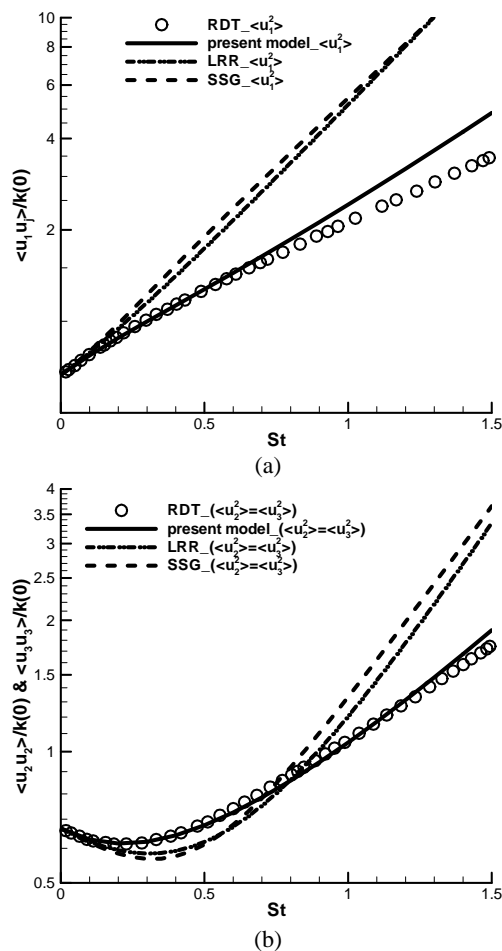 10
8
6
4
2
<u₁uⱼ>/k(0)
RDT_<u₁²>
present model_<u₁²>
LRR_<u₁²>
SSG_<u₁²>
0
0.5
1
1.5
St
(a)
4
3.5
3
2.5
2
1.5
1
0.5
<u₂u₂>/k(0) & <u₃u₃>/k(0)
RDT_(<u₂²>=<u₃²>)
present model_(<u₂²>=<u₃²>)
LRR_(<u₂²>=<u₃²>)
SSG_(<u₂²>=<u₃²>)
0
0.5
1
1.5
St
(b)